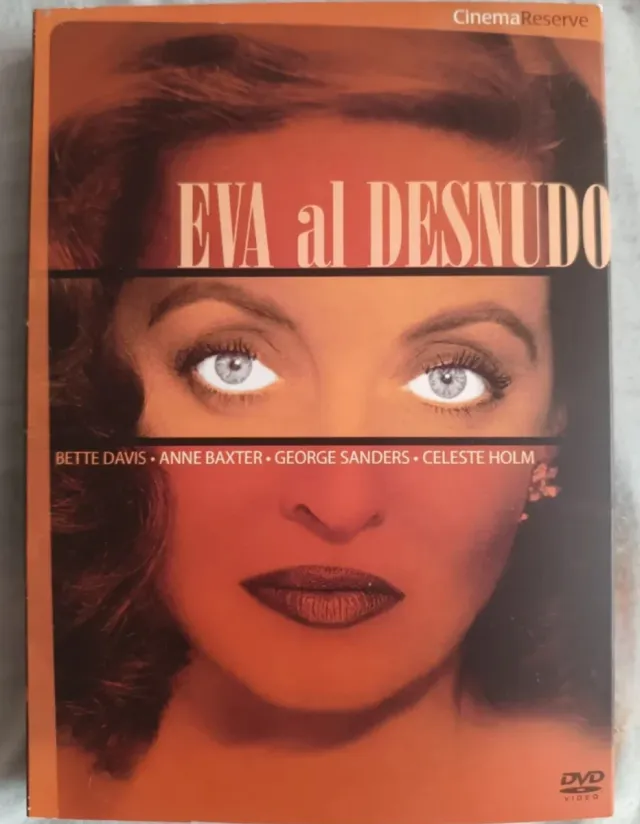 CinemaReserve
EVA al DESNUDO
BETTE DAVIS • ANNE BAXTER • GEORGE SANDERS • CELESTE HOLM
DVD
VIDEO